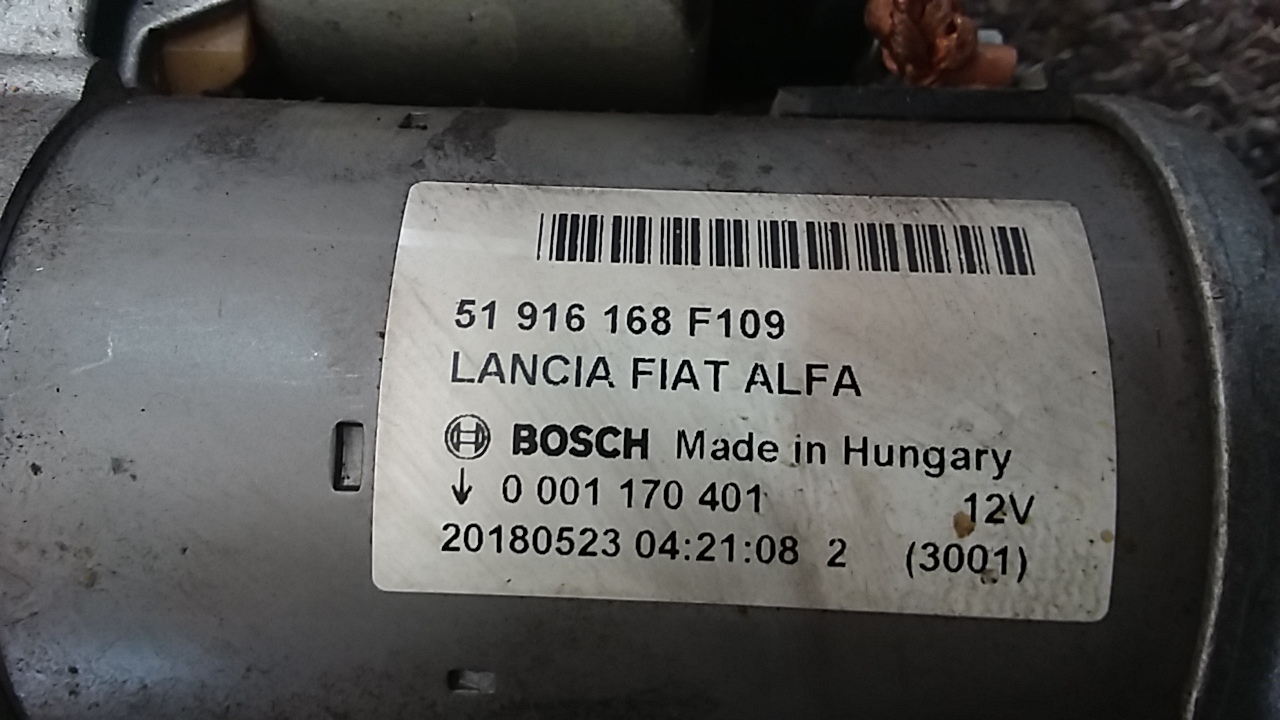 51 916 168 F109
LANCIA FIAT ALFA
BOSCH Made in Hungary
↓ 0 001 170 401 12V
20180523 04:21:08 2 (3001)